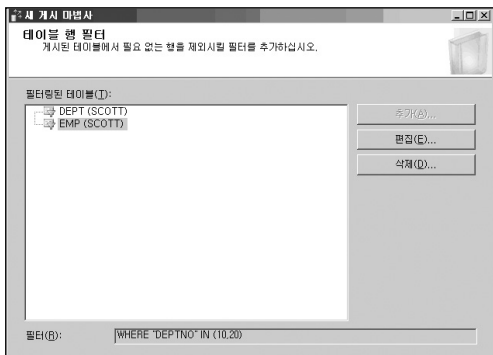 새 게시 마법사
테이블 행 필터
게시된 테이블에서 필요 없는 행을 제외시킬 필터를 추가하십시오.
필터링된 테이블(T):
DEPT (SCOTT)
EMP (SCOTT)
추가(A)...
편집(E)...
삭제(D)...
필터(R):
WHERE "DEPTNO" IN (10,20)